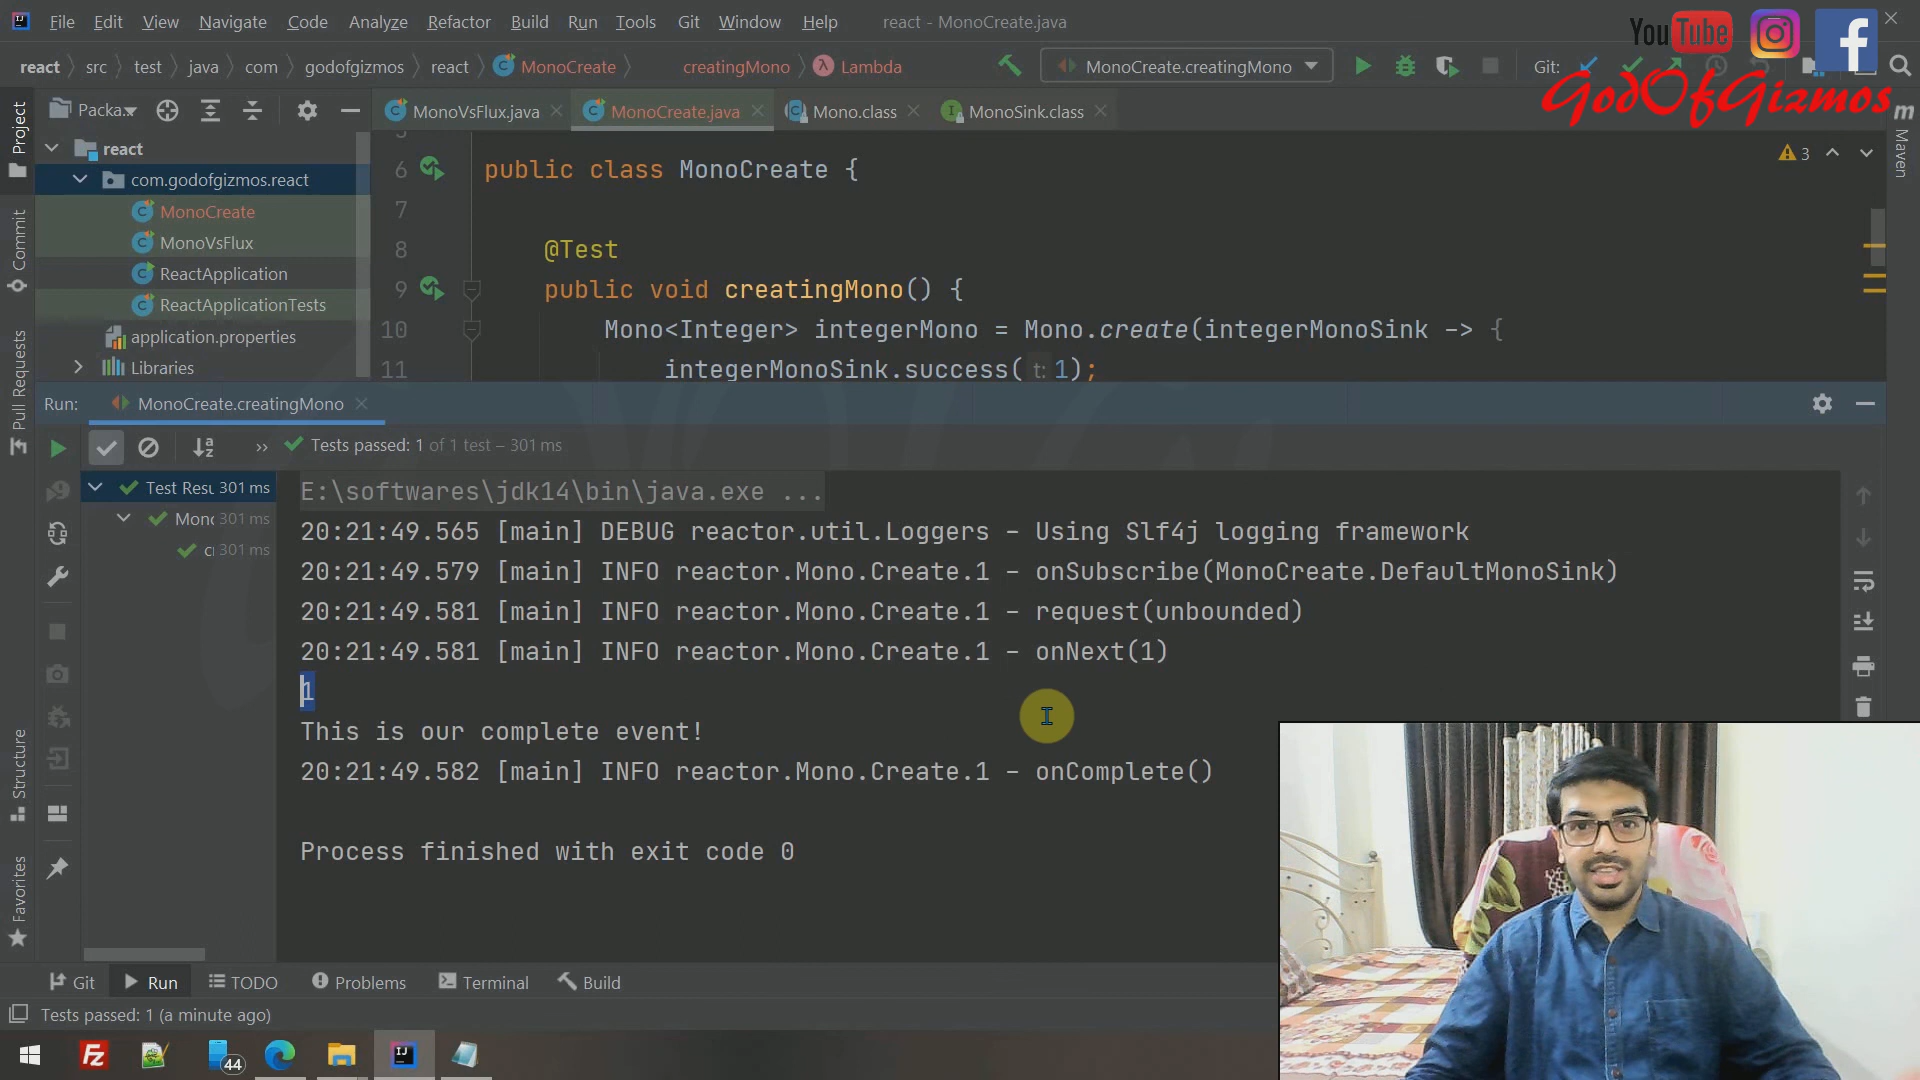 File Edit View Navigate Code Analyze Refactor Build Run Tools Git Window Help react - MonoCreate.java
YouTube
react src test java com godofgizmos react MonoCreate creatingMono Lambda MonoCreate.creatingMono Git:
GodOfGizmos
Packa... MonoVsFlux.java MonoCreate.java Mono.class MonoSink.class
Project
Commit
Pull Requests
Structure
Favorites
Maven
react
com.godofgizmos.react
MonoCreate
MonoVsFlux
ReactApplication
ReactApplicationTests
application.properties
Libraries
3
6 public class MonoCreate {
7
8 @Test
9 public void creatingMono() {
10 Mono<Integer> integerMono = Mono.create(integerMonoSink -> {
11 integerMonoSink.success( t: 1);
Run: MonoCreate.creatingMono
Tests passed: 1 of 1 test – 301 ms
Test Resu 301 ms
Mono 301 ms
301 ms
E:\softwares\jdk14\bin\java.exe ...
20:21:49.565 [main] DEBUG reactor.util.Loggers - Using Slf4j logging framework
20:21:49.579 [main] INFO reactor.Mono.Create.1 - onSubscribe(MonoCreate.DefaultMonoSink)
20:21:49.581 [main] INFO reactor.Mono.Create.1 - request(unbounded)
20:21:49.581 [main] INFO reactor.Mono.Create.1 - onNext(1)
1
This is our complete event!
20:21:49.582 [main] INFO reactor.Mono.Create.1 - onComplete()
Process finished with exit code 0
Git Run TODO Problems Terminal Build
Tests passed: 1 (a minute ago)
44